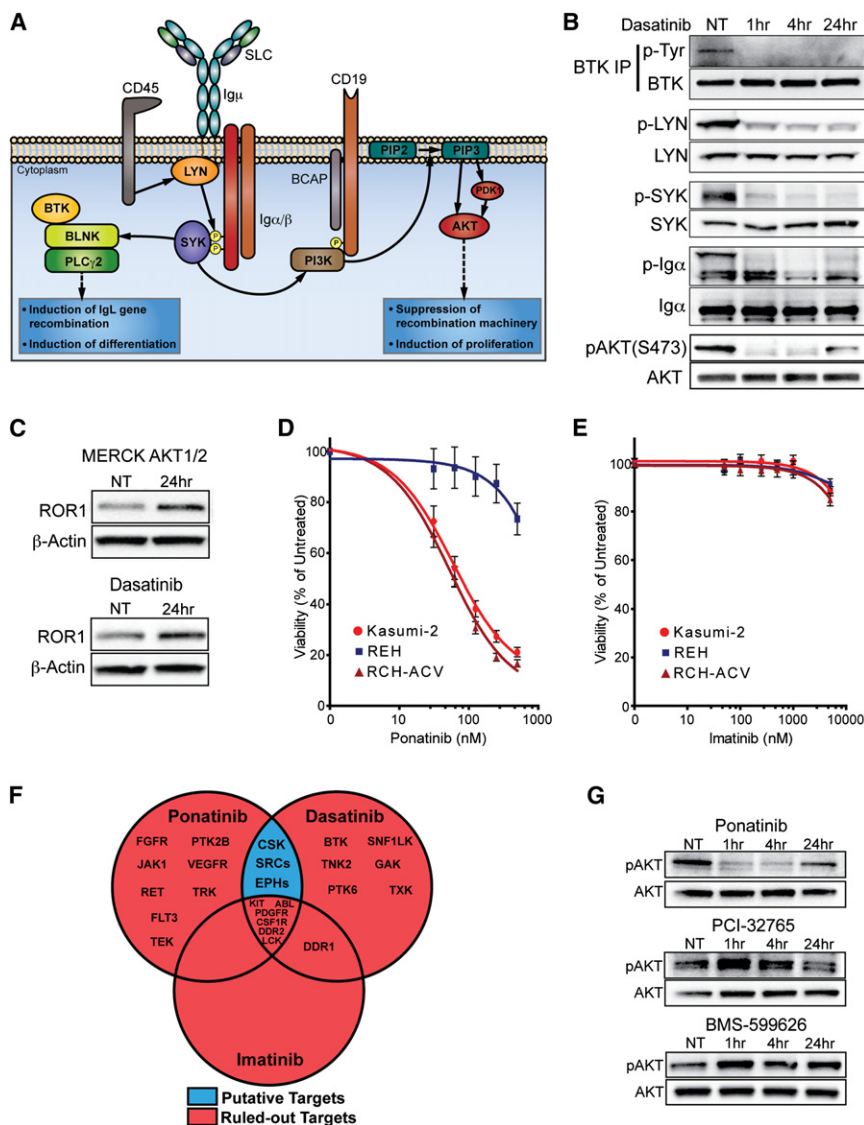 A
SLC
CD45
Igμ
CD19
Cytoplasm
LYN
BCAP
PIP2
PIP3
PDK1
BTK
BLNK
PLCγ2
SYK
P
P
Igα/β
P
PI3K
AKT
• Induction of IgL gene
recombination
• Induction of differentiation
• Suppression of
recombination machinery
• Induction of proliferation
B
Dasatinib NT 1hr 4hr 24hr
BTK IP
p-Tyr
BTK
p-LYN
LYN
p-SYK
SYK
p-Igα
Igα
pAKT(S473)
AKT
C
MERCK AKT1/2
NT 24hr
ROR1
β-Actin
Dasatinib
NT 24hr
ROR1
β-Actin
D
Viability (% of Untreated)
100
80
60
40
20
0
Kasumi-2
REH
RCH-ACV
0 10 100 1000
Ponatinib (nM)
E
Viability (% of Untreated)
100
80
60
40
20
0
Kasumi-2
REH
RCH-ACV
0 10 100 1000 10000
Imatinib (nM)
F
Ponatinib
FGFR PTK2B
JAK1 VEGFR
RET TRK
FLT3
TEK
CSK
SRCs
EPHs
Dasatinib
BTK SNF1LK
TNK2 GAK
PTK6 TXK
KIT ABL
PDGFR
CSF1R
DDR2
LCK
DDR1
Imatinib
Putative Targets
Ruled-out Targets
G
Ponatinib
NT 1hr 4hr 24hr
pAKT
AKT
PCI-32765
NT 1hr 4hr 24hr
pAKT
AKT
BMS-599626
NT 1hr 4hr 24hr
pAKT
AKT